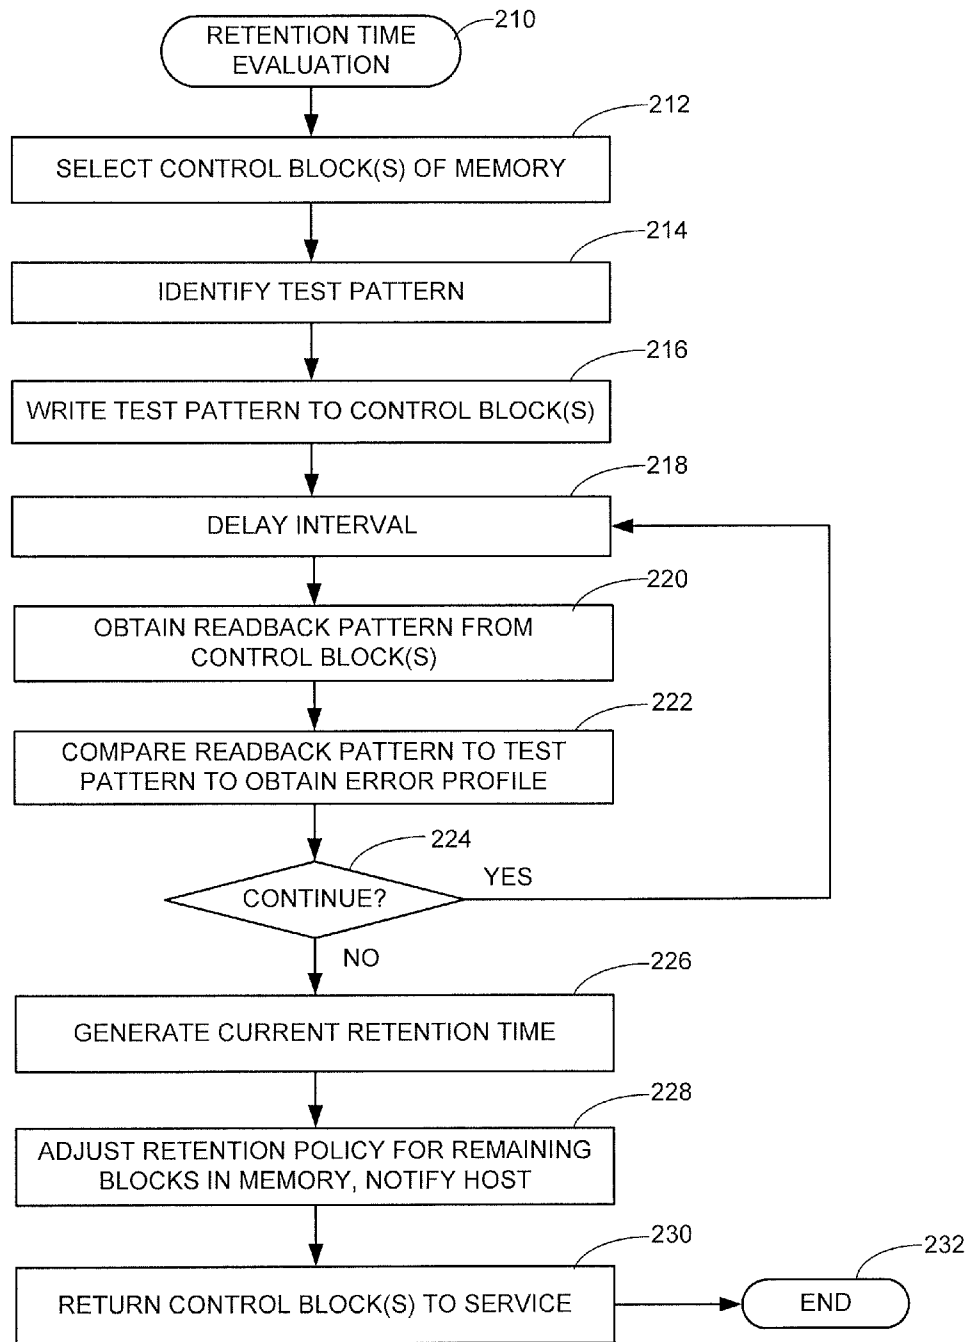 RETENTION TIME
EVALUATION
210
212
SELECT CONTROL BLOCK(S) OF MEMORY
214
IDENTIFY TEST PATTERN
216
WRITE TEST PATTERN TO CONTROL BLOCK(S)
218
DELAY INTERVAL
220
OBTAIN READBACK PATTERN FROM
CONTROL BLOCK(S)
222
COMPARE READBACK PATTERN TO TEST
PATTERN TO OBTAIN ERROR PROFILE
224
CONTINUE?
YES
NO
226
GENERATE CURRENT RETENTION TIME
228
ADJUST RETENTION POLICY FOR REMAINING
BLOCKS IN MEMORY, NOTIFY HOST
230
RETURN CONTROL BLOCK(S) TO SERVICE
232
END